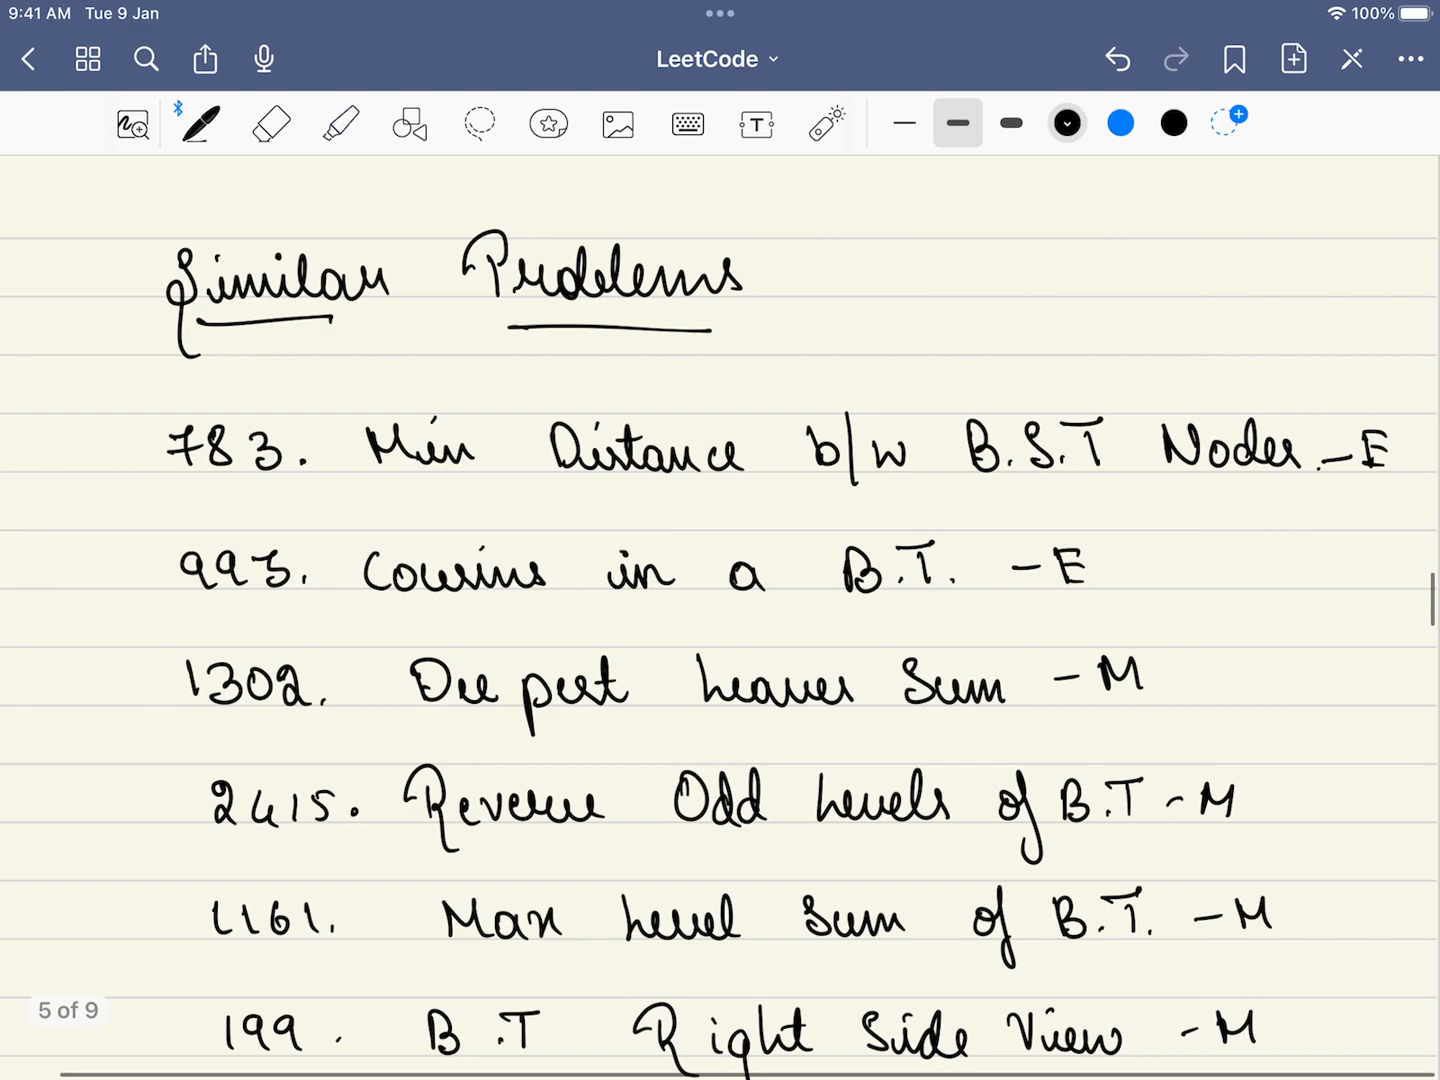 9:41 AM Tue 9 Jan
100%
LeetCode
T
Similar Problems
783. Min Distance b/w B.S.T Nodes. - E
993. Cousins in a B.T. - E
1302. Deepest Leaves Sum - M
2415. Reverse Odd Levels of B.T - M
1161. Max Level Sum of B.T. - M
5 of 9
199. B.T Right Side View - M